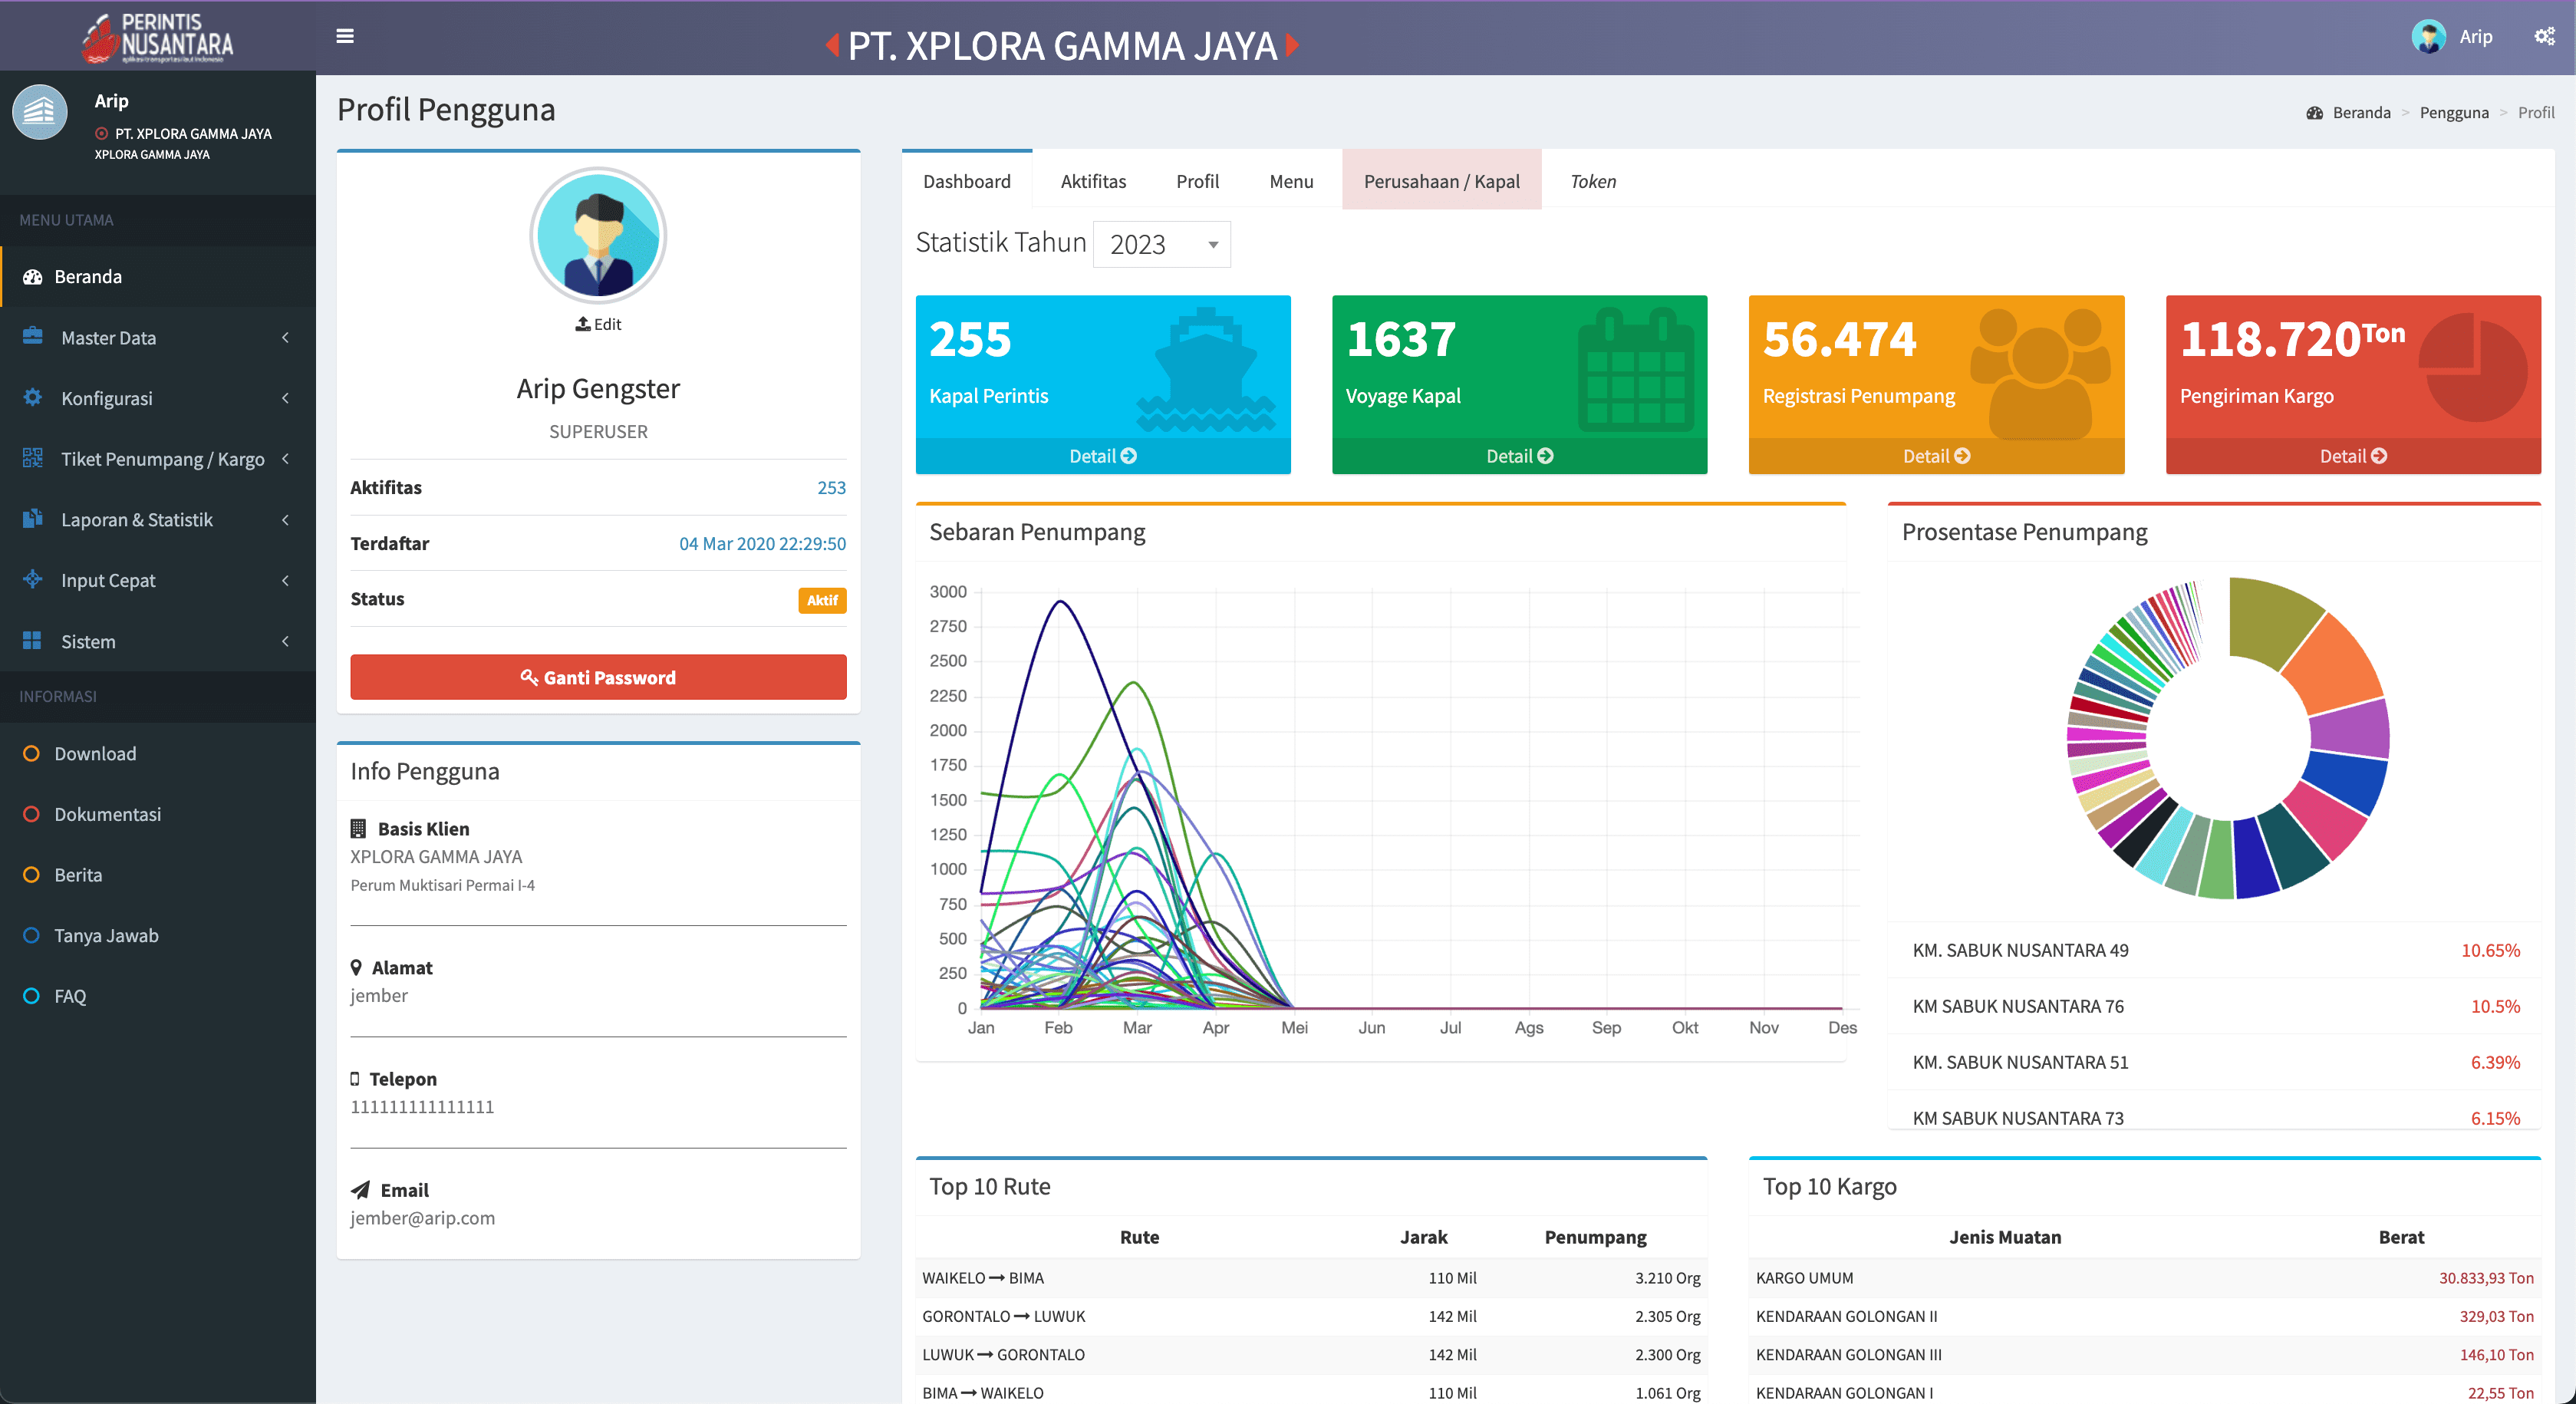 PERINTIS
NUSANTARA
aplikasi transportasi laut Indonesia
PT. XPLORA GAMMA JAYA
Arip
Arip
PT. XPLORA GAMMA JAYA
XPLORA GAMMA JAYA
MENU UTAMA
Beranda
Master Data
Konfigurasi
Tiket Penumpang / Kargo
Laporan & Statistik
Input Cepat
Sistem
INFORMASI
Download
Dokumentasi
Berita
Tanya Jawab
FAQ
Profil Pengguna
Beranda > Pengguna > Profil
Edit
Arip Gengster
SUPERUSER
Aktifitas 253
Terdaftar 04 Mar 2020 22:29:50
Status Aktif
Ganti Password
Info Pengguna
Basis Klien
XPLORA GAMMA JAYA
Perum Muktisari Permai I-4
Alamat
jember
Telepon
111111111111111
Email
jember@arip.com
Dashboard Aktifitas Profil Menu Perusahaan / Kapal Token
Statistik Tahun 2023
255
Kapal Perintis
Detail
1637
Voyage Kapal
Detail
56.474
Registrasi Penumpang
Detail
118.720 Ton
Pengiriman Kargo
Detail
Sebaran Penumpang
3000
2750
2500
2250
2000
1750
1500
1250
1000
750
500
250
0
Jan Feb Mar Apr Mei Jun Jul Ags Sep Okt Nov Des
Prosentase Penumpang
KM. SABUK NUSANTARA 49 10.65%
KM SABUK NUSANTARA 76 10.5%
KM. SABUK NUSANTARA 51 6.39%
KM SABUK NUSANTARA 73 6.15%
Top 10 Rute
Rute Jarak Penumpang
WAIKELO → BIMA 110 Mil 3.210 Org
GORONTALO → LUWUK 142 Mil 2.305 Org
LUWUK → GORONTALO 142 Mil 2.300 Org
BIMA → WAIKELO 110 Mil 1.061 Org
Top 10 Kargo
Jenis Muatan Berat
KARGO UMUM 30.833,93 Ton
KENDARAAN GOLONGAN II 329,03 Ton
KENDARAAN GOLONGAN III 146,10 Ton
KENDARAAN GOLONGAN I 22,55 Ton